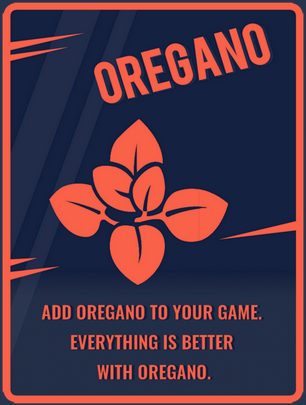 OREGANO
ADD OREGANO TO YOUR GAME.
EVERYTHING IS BETTER
WITH OREGANO.